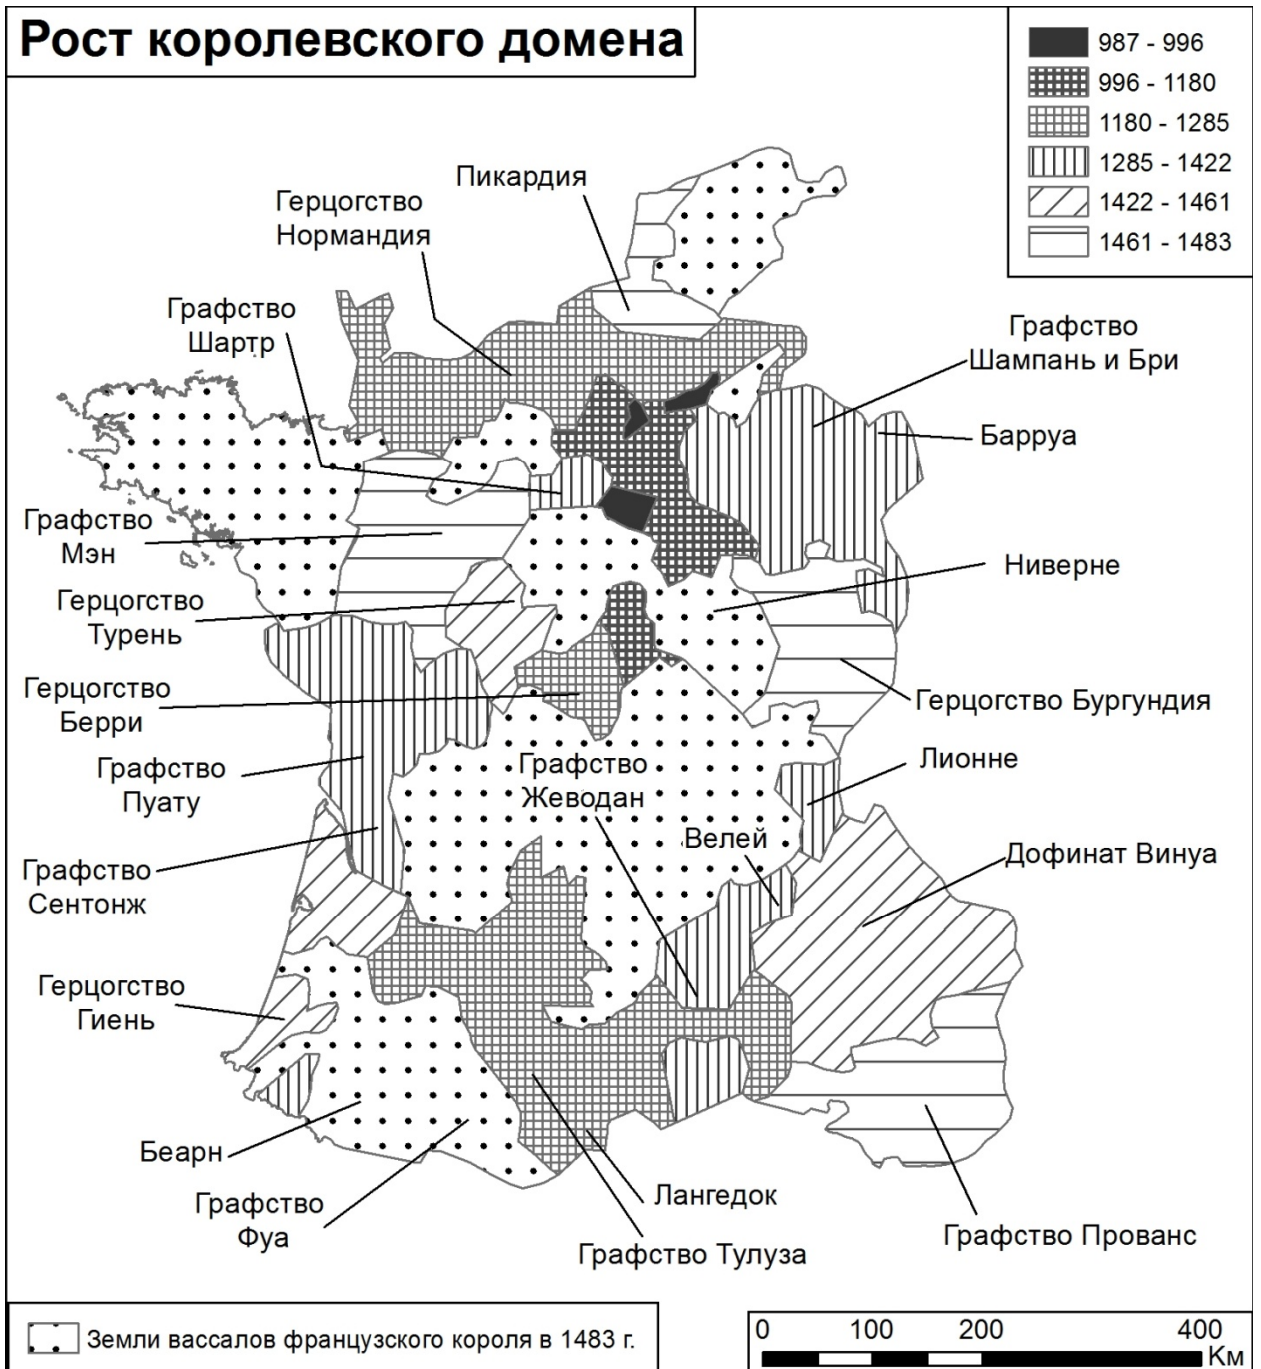 Рост королевского домена
987 - 996
996 - 1180
1180 - 1285
1285 - 1422
1422 - 1461
1461 - 1483
Пикардия
Герцогство
Нормандия
Графство
Шартр
Графство
Шампань и Бри
Барруа
Графство
Мэн
Ниверне
Герцогство
Турень
Герцогство
Берри
Герцогство Бургундия
Графство
Пуату
Графство
Жеводан
Лионне
Велей
Дофинат Винуа
Графство
Сентонж
Герцогство
Гиень
Беарн
Графство
Фуа
Лангедок
Графство Тулуза
Графство Прованс
Земли вассалов французского короля в 1483 г.
0 100 200 400
Км